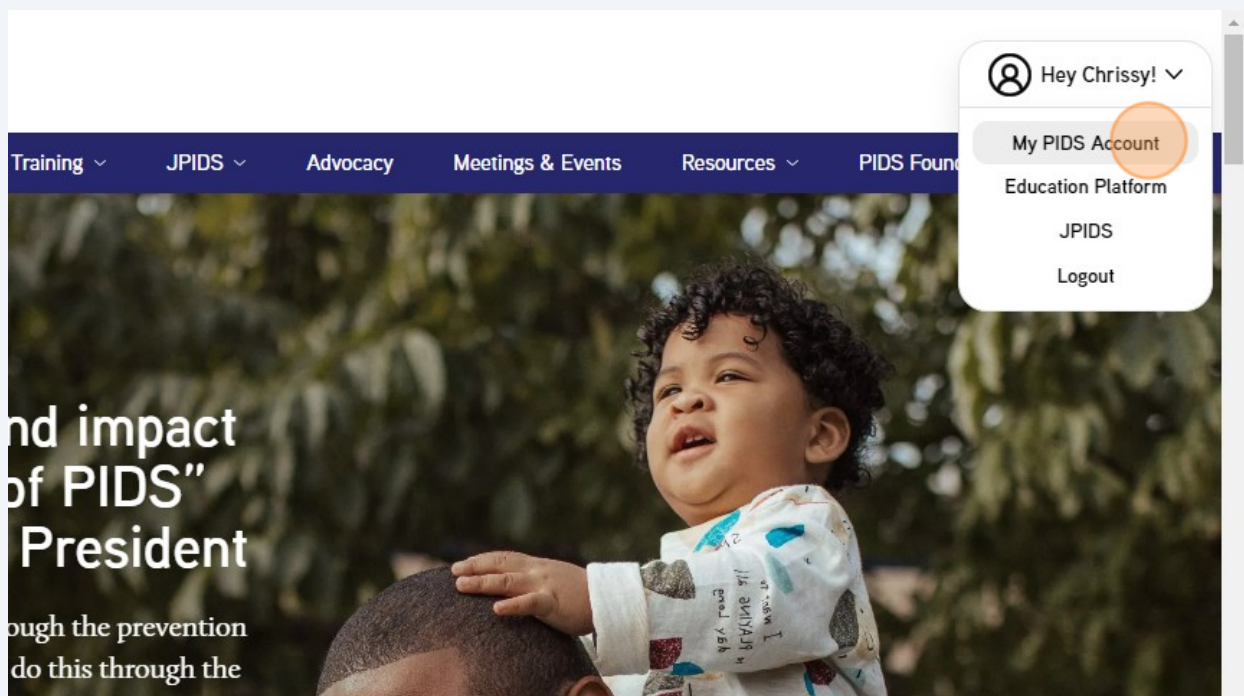 Hey Chrissy!
Training JPIDS Advocacy Meetings & Events Resources PIDS Foun
My PIDS Account
Education Platform
JPIDS
Logout
nd impact
of PIDS”
President
ough the prevention
do this through the